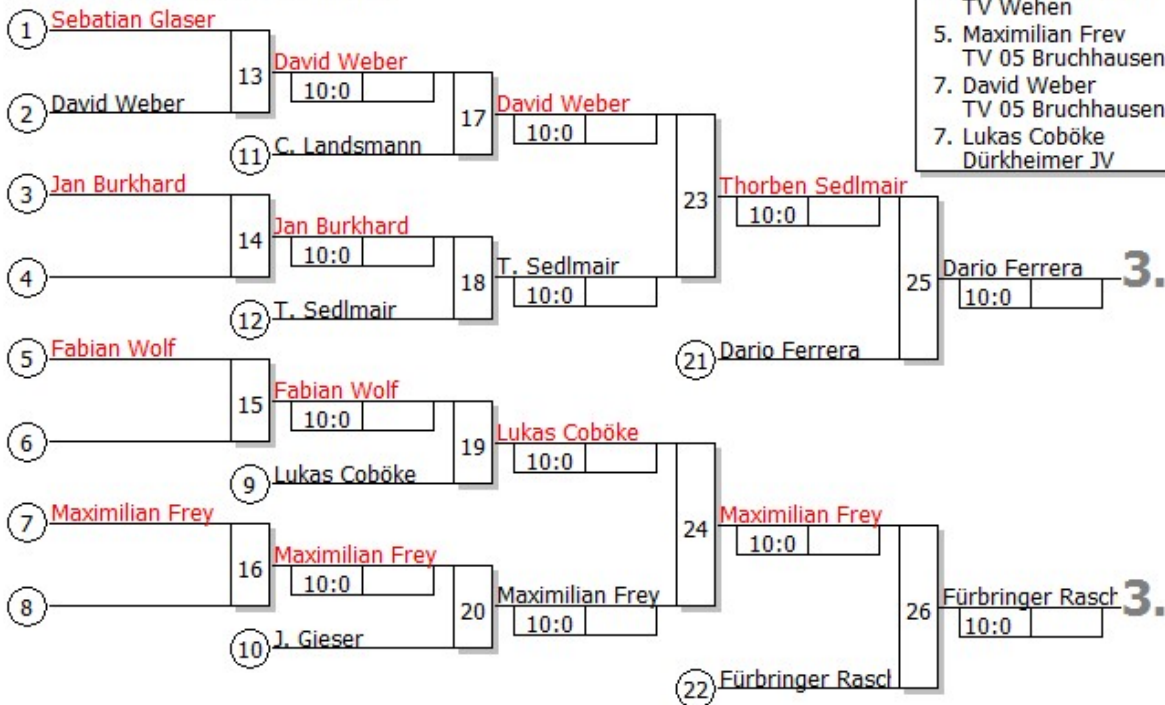 TV Wehen
1 Sebatian Glaser
5. Maximilian Frev
13 David Weber
TV 05 Bruchhausen
10:0
7. David Weber
2 David Weber
17 David Weber
TV 05 Bruchhausen
10:0
7. Lukas Coböke
11 C. Landsmann
Dürkheimer JV
3 Jan Burkhard
23 Thorben Sedlmair
10:0
14 Jan Burkhard
10:0
4
18 T. Sedlmair
25 Dario Ferrera 3.
10:0
10:0
12 T. Sedlmair
5 Fabian Wolf
21 Dario Ferrera
15 Fabian Wolf
10:0
6
19 Lukas Coböke
10:0
9 Lukas Coböke
7 Maximilian Frey
24 Maximilian Frey
10:0
16 Maximilian Frey
10:0
8
20 Maximilian Frey
26 Fürbringer Rasch 3.
10:0
10:0
10 J. Gieser
22 Fürbringer Rascl